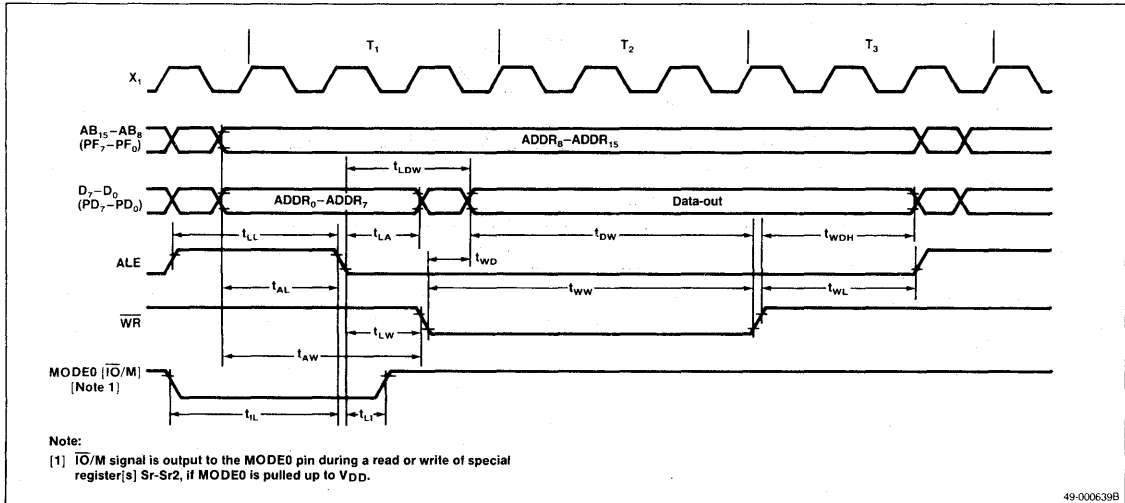 T1 T2 T3
X1
AB15–AB8
(PF7–PF0)
ADDR8–ADDR15
tLDW
D7–D0
(PD7–PD0)
ADDR0–ADDR7
Data-out
tLL
tLA
tDW
tWDH
tWD
ALE
tAL
tWW
tWL
WR
tLW
tAW
MODE0 [IO/M]
[Note 1]
tIL
tLI
Note:
[1] IO/M signal is output to the MODE0 pin during a read or write of special
register[s] Sr-Sr2, if MODE0 is pulled up to VDD.
49-000639B